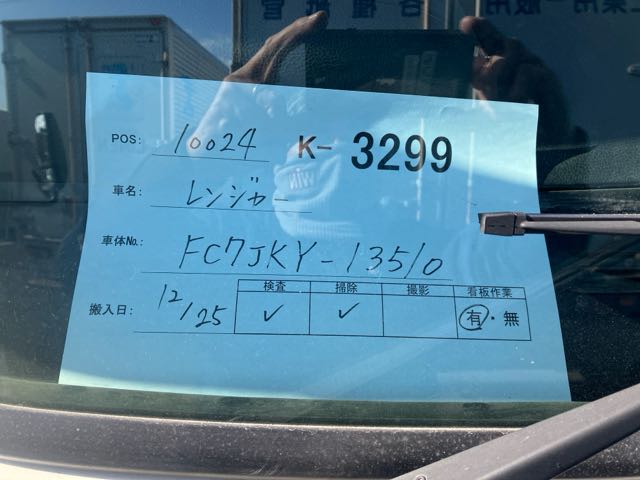 POS: 10024 K-3299
車名: レンジャー
車体No.: FC7JKY-13510
検査 掃除 撮影 看板作業
搬入日: 12/25 ✓ ✓ 有・無